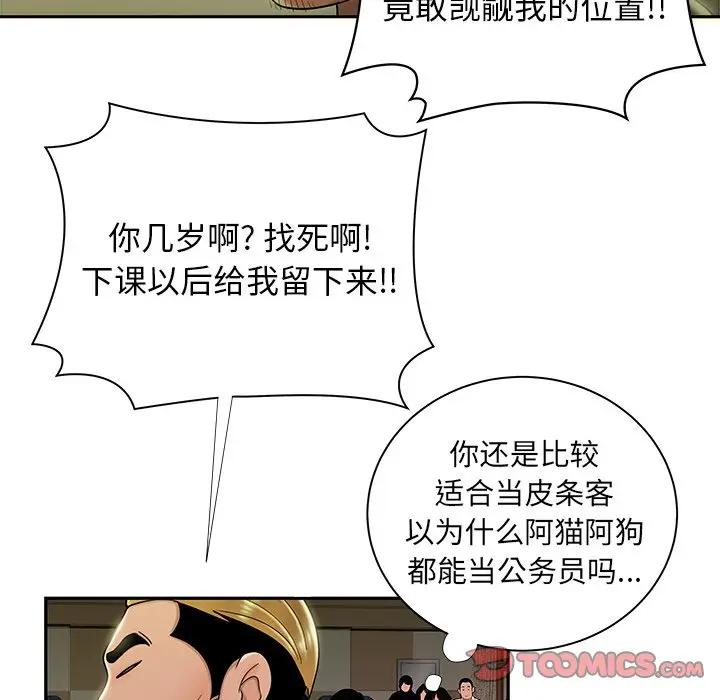 竟敢觊觎我的位置!!
你几岁啊? 找死啊!
下课以后给我留下来!!
你还是比较
适合当皮条客
以为什么阿猫阿狗
都能当公务员吗...
TOOMICS.COM